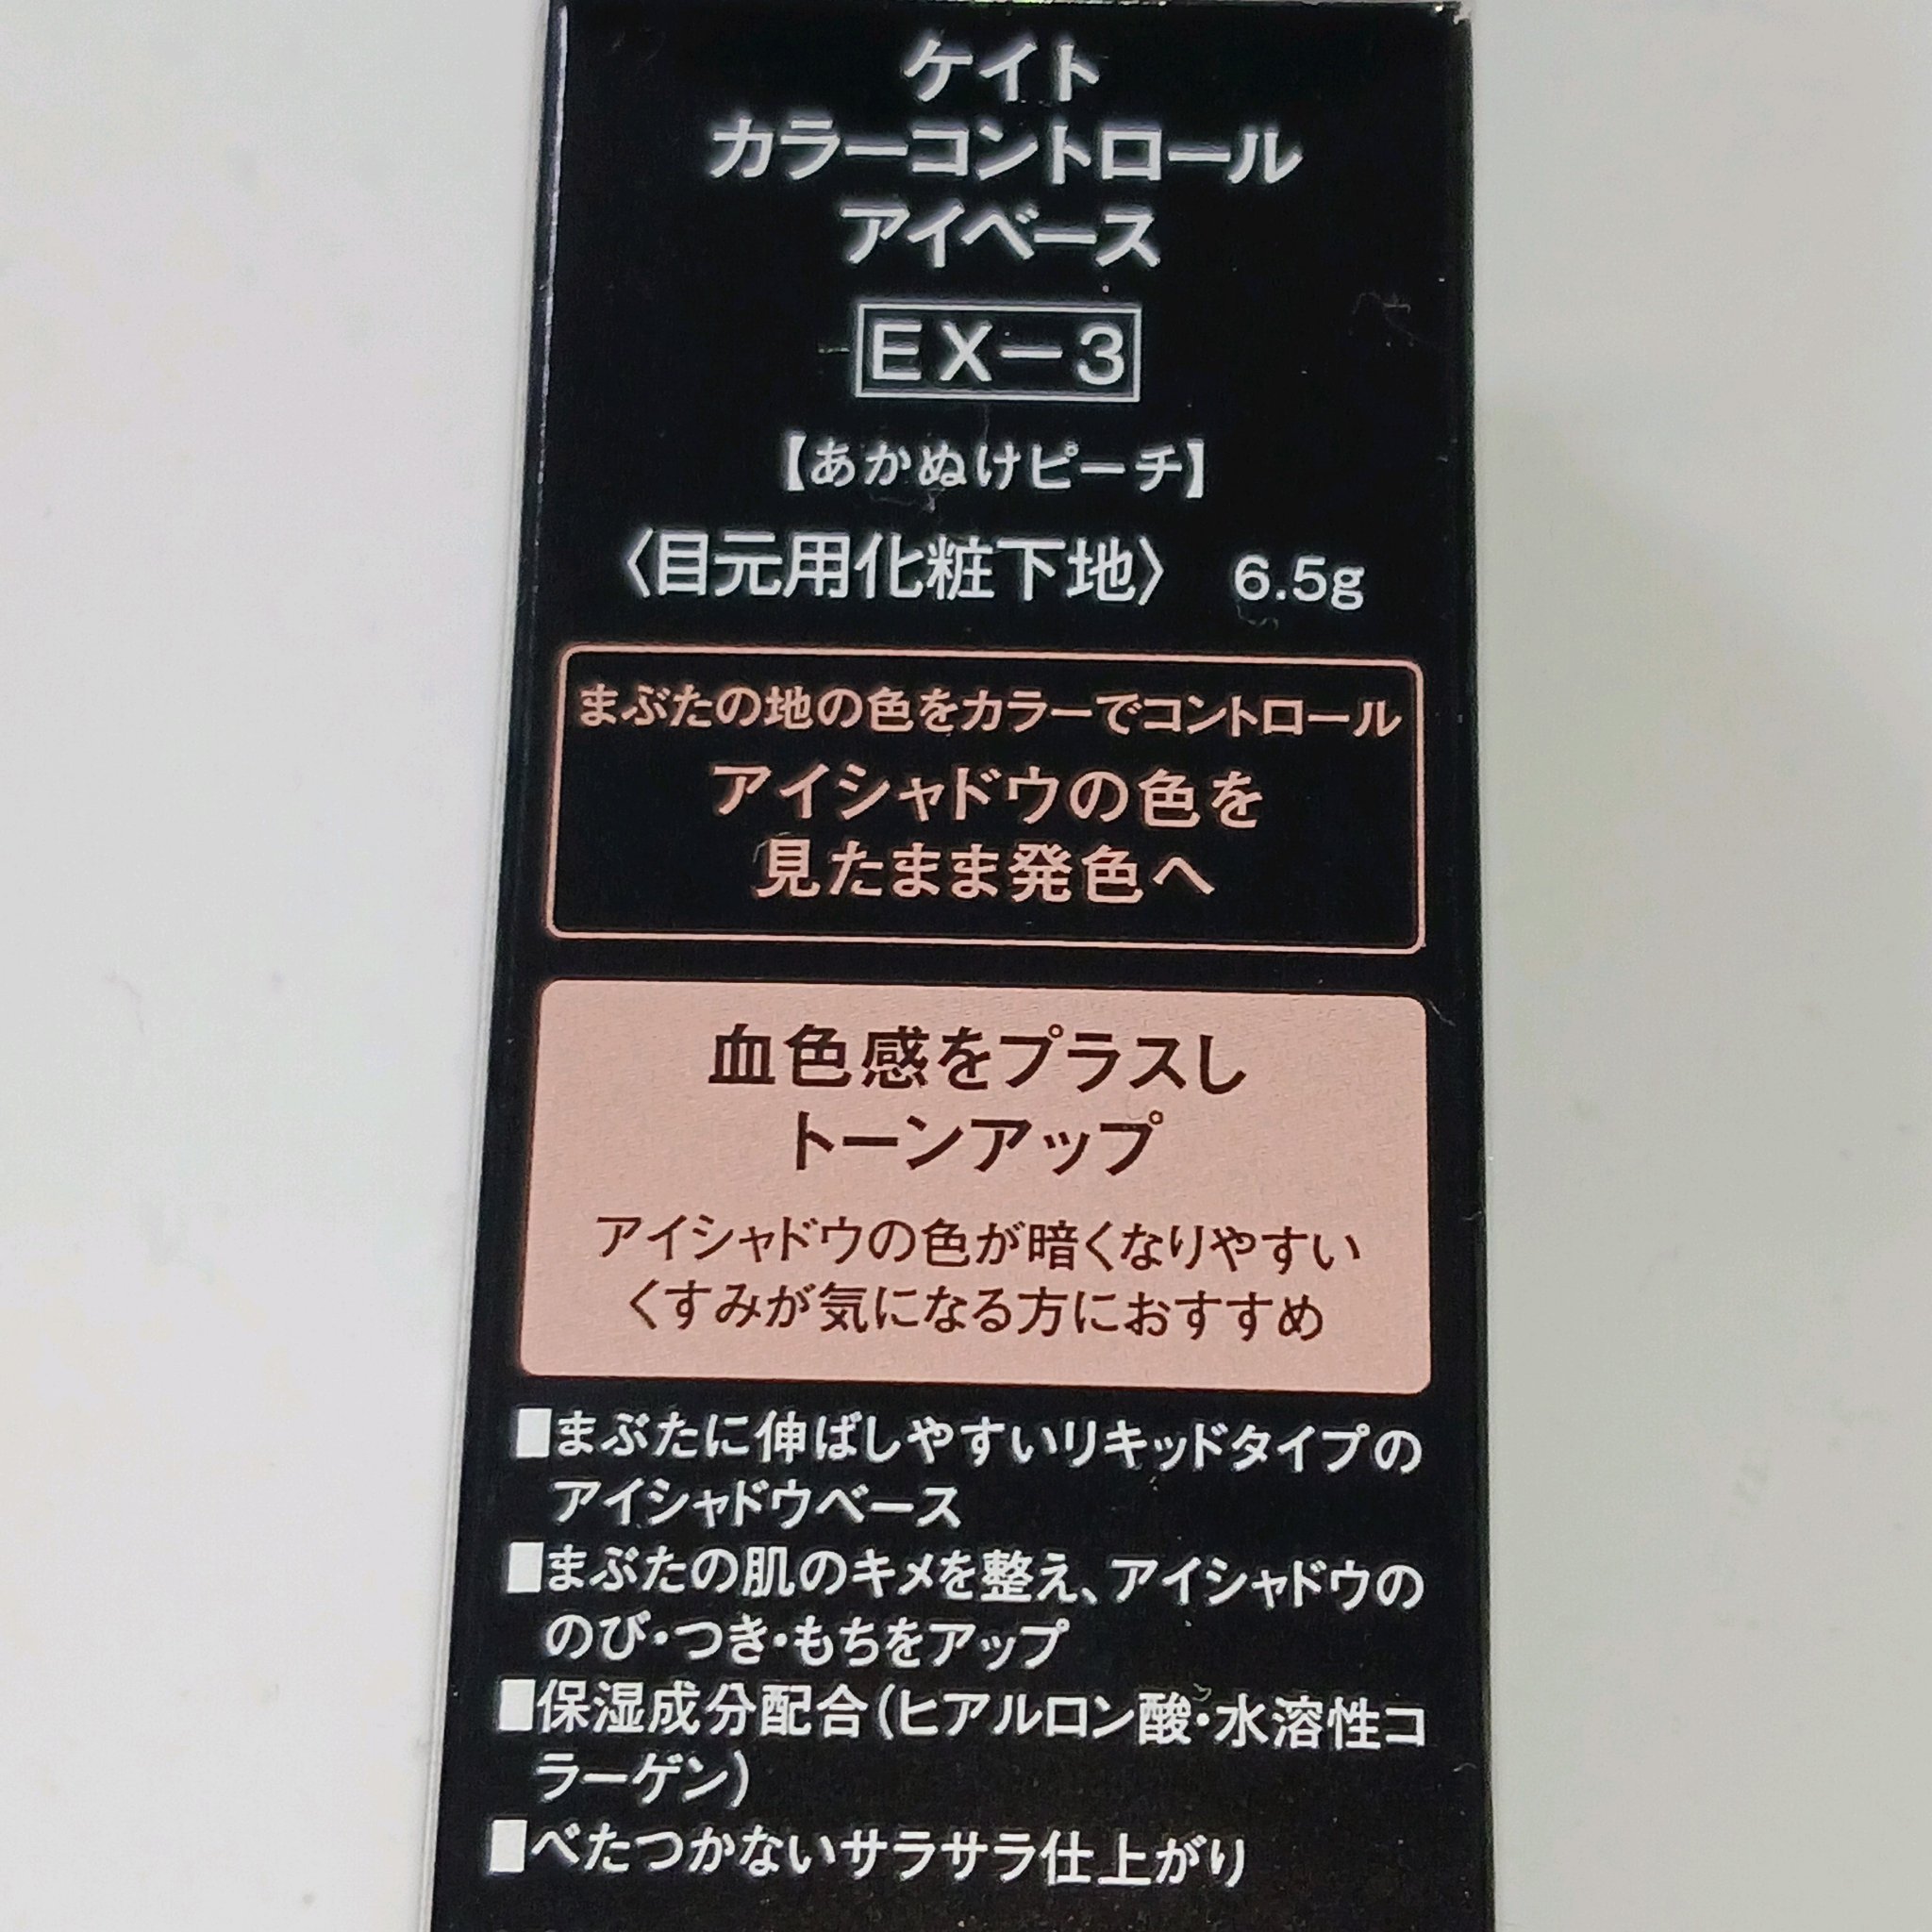 ケイト
カラーコントロール
アイベース
EX-3
【あかぬけピーチ】
〈目元用化粧下地〉 6.5g
まぶたの地の色をカラーでコントロール
アイシャドウの色を
見たまま発色へ
血色感をプラスし
トーンアップ
アイシャドウの色が暗くなりやすい
くすみが気になる方におすすめ
■まぶたに伸ばしやすいリキッドタイプの
アイシャドウベース
■まぶたの肌のキメを整え、アイシャドウの
のび・つき・もちをアップ
■保湿成分配合(ヒアルロン酸・水溶性コ
ラーゲン)
■べたつかないサラサラ仕上がり